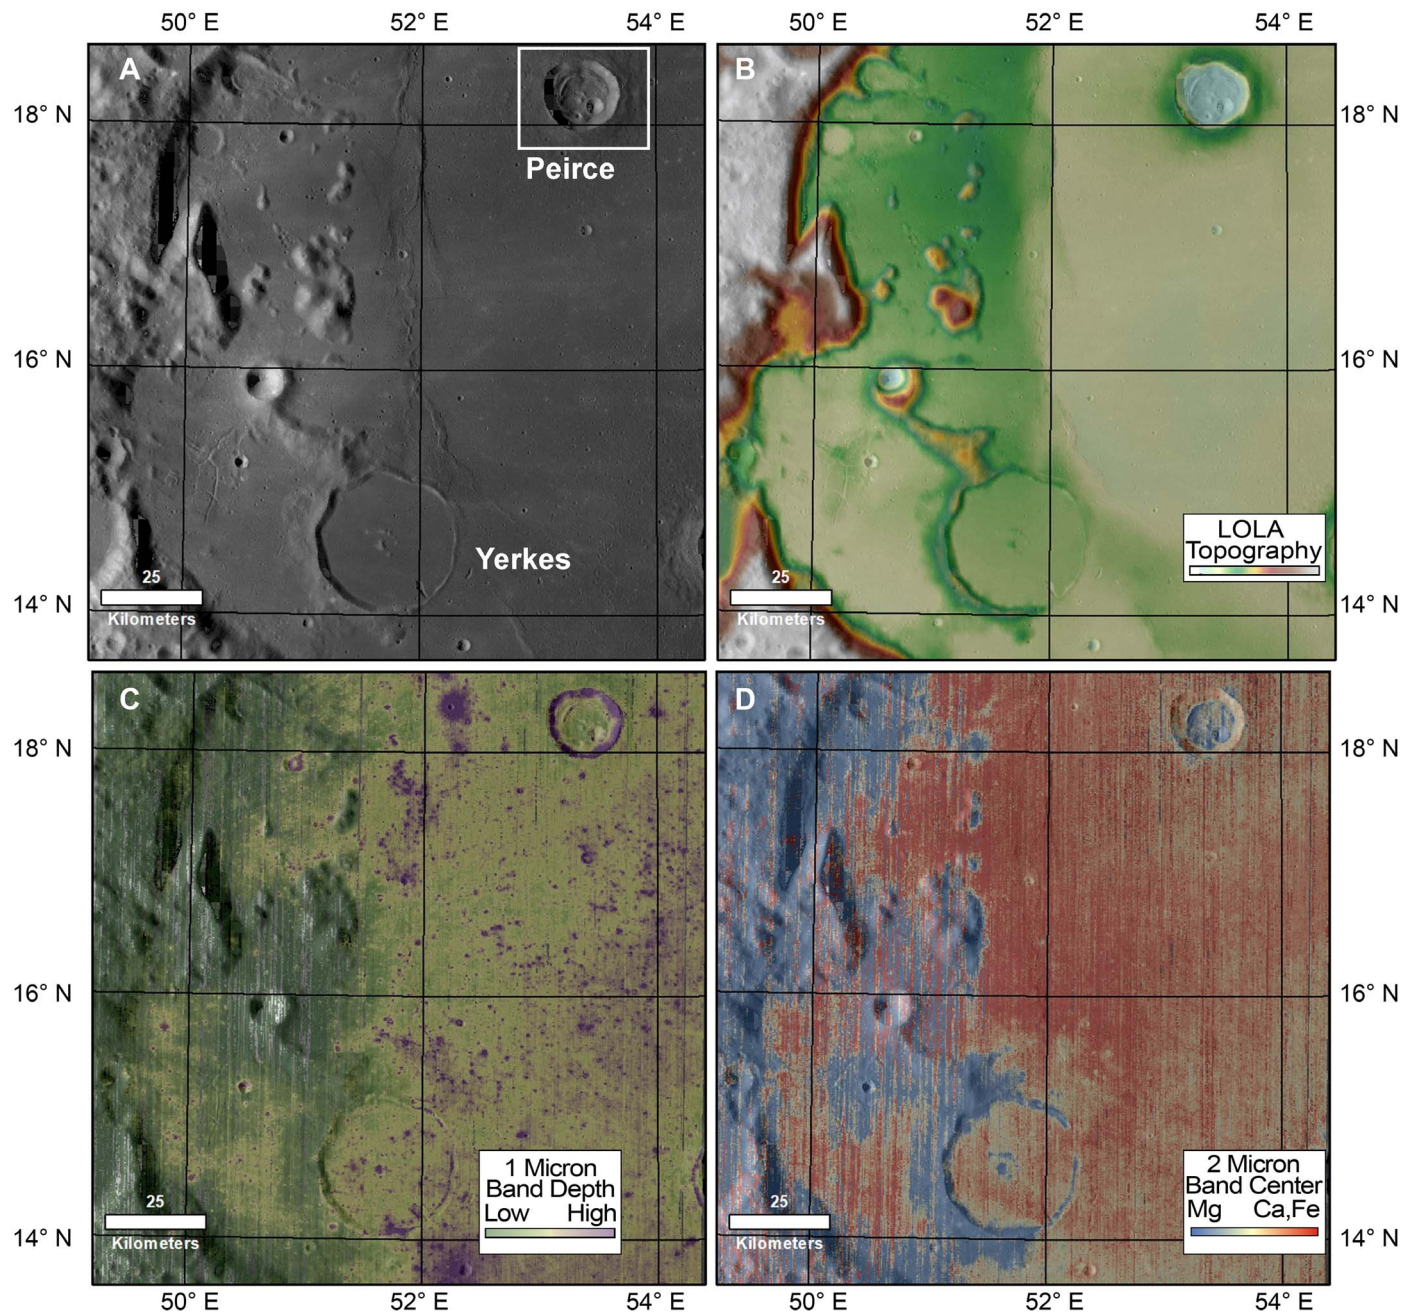 50° E 52° E 54° E 50° E 52° E 54° E
A
B
18° N
18° N
Peirce
16° N
16° N
Yerkes
LOLA
Topography
25
25
14° N
14° N
Kilometers
Kilometers
C
D
18° N
18° N
16° N
16° N
1 Micron
Band Depth
Low High
2 Micron
Band Center
Mg Ca,Fe
25
25
14° N
14° N
Kilometers
Kilometers
50° E 52° E 54° E 50° E 52° E 54° E